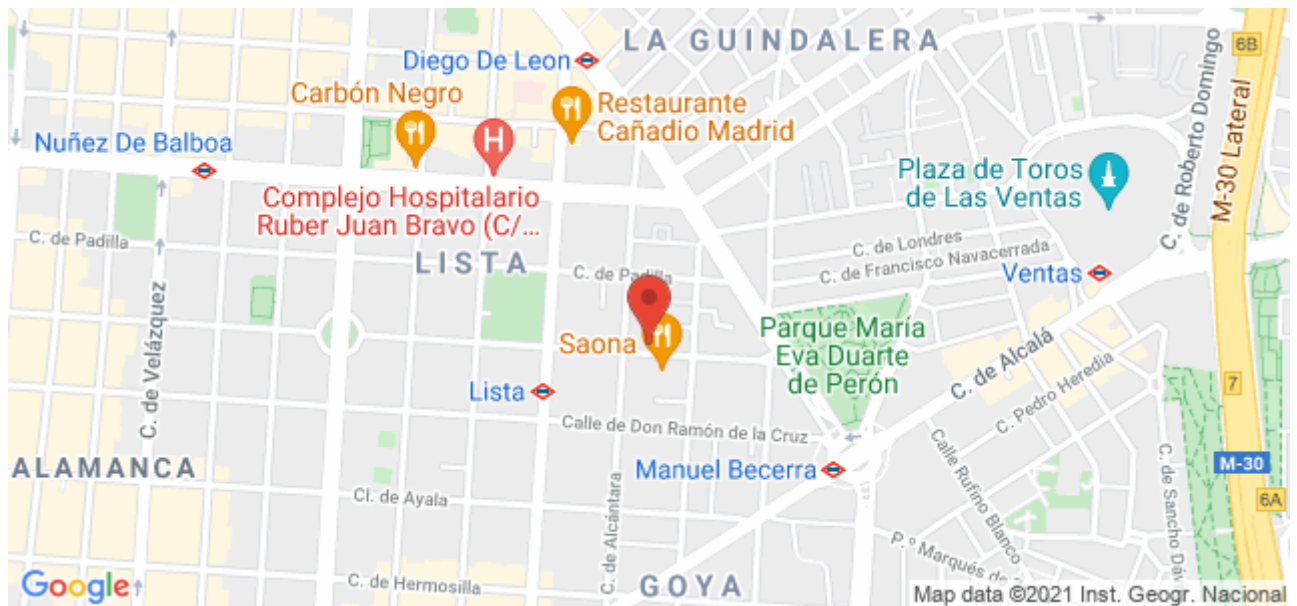 LA GUINDALERA
6B
Diego De Leon
C. de Roberto Domingo
Carbón Negro
Restaurante
Cañadio Madrid
M-30 Lateral
Nuñez De Balboa
H
Plaza de Toros
de Las Ventas
Complejo Hospitalario
Ruber Juan Bravo (C/...
C. de Padilla
C. de Londres
C. de Francisco Navacerrada
LISTA
C. de Padilla
Ventas
C. de Velázquez
Saona
Parque María
Eva Duarte
de Perón
C. de Alcalá
C. de Pedro Heredia
7
Lista
Calle de Don Ramón de la Cruz
ALAMANCA
Manuel Becerra
Calle Rufino Blanco
M-30
Cl. de Ayala
C. de Alcántara
C. de Sancho Dáv
6A
P.º Marqués de
C. de Hermosilla
GOYA
Google
Map data ©2021 Inst. Geogr. Nacional